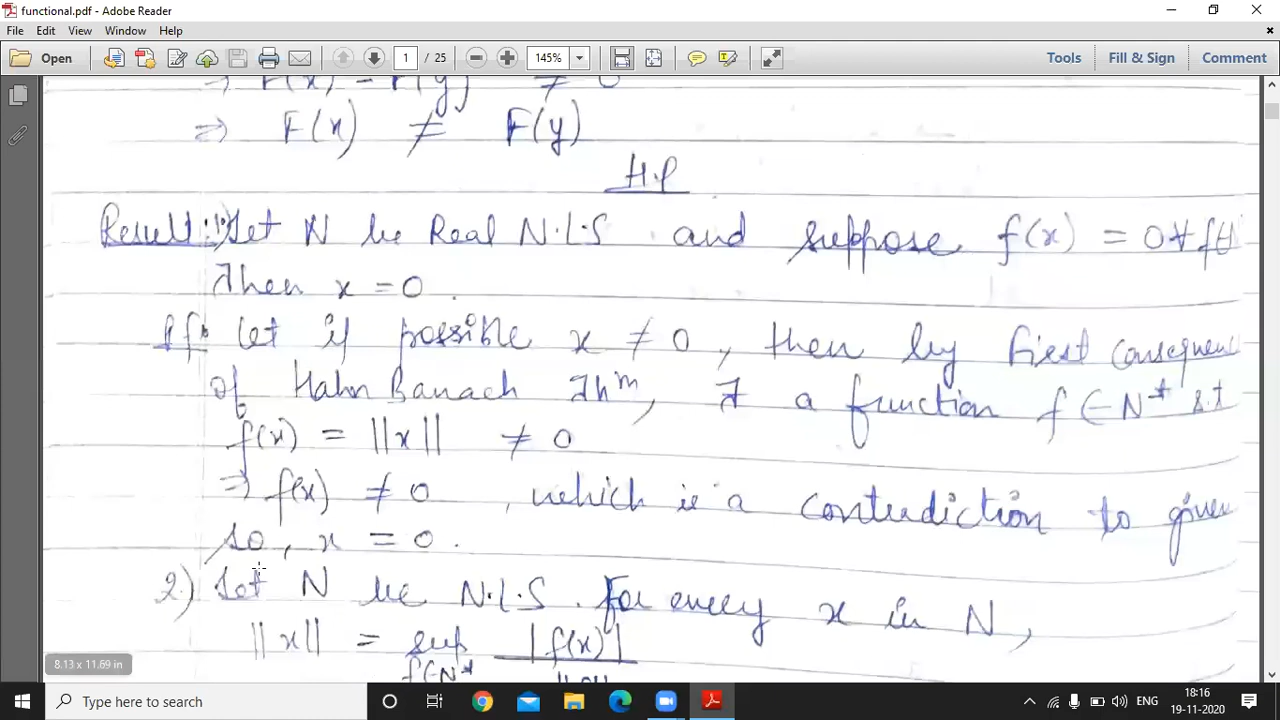 functional.pdf - Adobe Reader
File Edit View Window Help
Open 1 / 25 145% Tools Fill & Sign Comment
⇒ F(x) - F(y) ≠ 0
⇒ F(x) ≠ F(y)
H.P
Result:- 1) Let N be Real N.L.S. and suppose f(x) = 0 ∀ f
Then x = 0.
Pf:- Let if possible x ≠ 0, then by First Consequenc
of Hahn Banach Thm, ∃ a function f ∈ N* s.t
f(x) = ||x|| ≠ 0
⇒ f(x) ≠ 0, which is a contradiction to given
so, x = 0.
2.) Let N be N.L.S. For every x in N,
||x|| = sup |f(x)|
f∈N*
8.13 x 11.69 in
Type here to search
ENG 18:16
19-11-2020